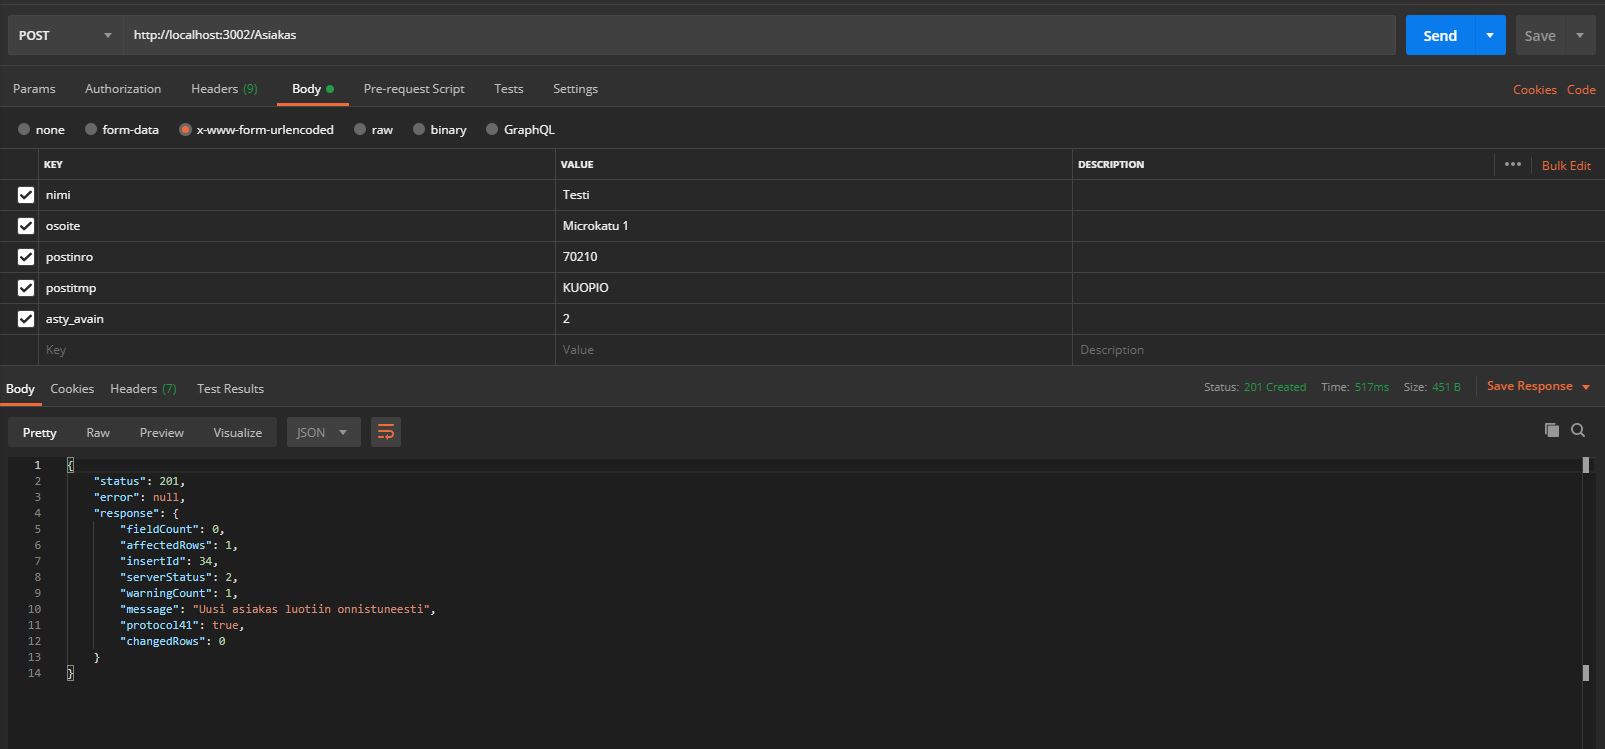 POST http://localhost:3002/Asiakas Send Save
Params Authorization Headers (9) Body Pre-request Script Tests Settings Cookies Code
none form-data x-www-form-urlencoded raw binary GraphQL
KEY VALUE DESCRIPTION ••• Bulk Edit
nimi Testi
osoite Microkatu 1
postinro 70210
postitmp KUOPIO
asty_avain 2
Key Value Description
Body Cookies Headers (7) Test Results Status: 201 Created Time: 517ms Size: 451 B Save Response
Pretty Raw Preview Visualize JSON
1 {
2 "status": 201,
3 "error": null,
4 "response": {
5 "fieldCount": 0,
6 "affectedRows": 1,
7 "insertId": 34,
8 "serverStatus": 2,
9 "warningCount": 1,
10 "message": "Uusi asiakas luotiin onnistuneesti",
11 "protocol41": true,
12 "changedRows": 0
13 }
14 }